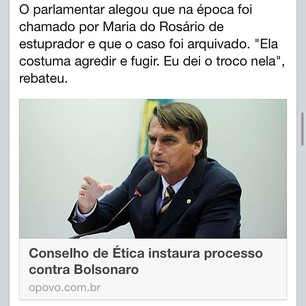 O parlamentar alegou que na época foi
chamado por Maria do Rosário de
estuprador e que o caso foi arquivado. "Ela
costuma agredir e fugir. Eu dei o troco nela",
rebateu.
Conselho de Ética instaura processo
contra Bolsonaro
opovo.com.br